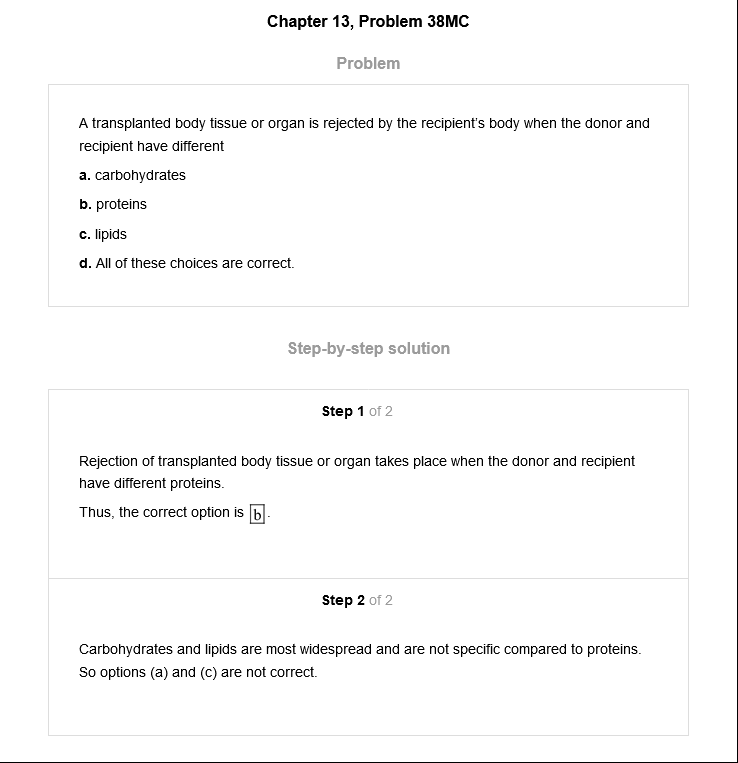 Chapter 13, Problem 38MC
Problem
A transplanted body tissue or organ is rejected by the recipient's body when the donor and
recipient have different
a. carbohydrates
b. proteins
c. lipids
d. All of these choices are correct.
Step-by-step solution
Step 1 of 2
Rejection of transplanted body tissue or organ takes place when the donor and recipient
have different proteins.
Thus, the correct option is b.
Step 2 of 2
Carbohydrates and lipids are most widespread and are not specific compared to proteins.
So options (a) and (c) are not correct.